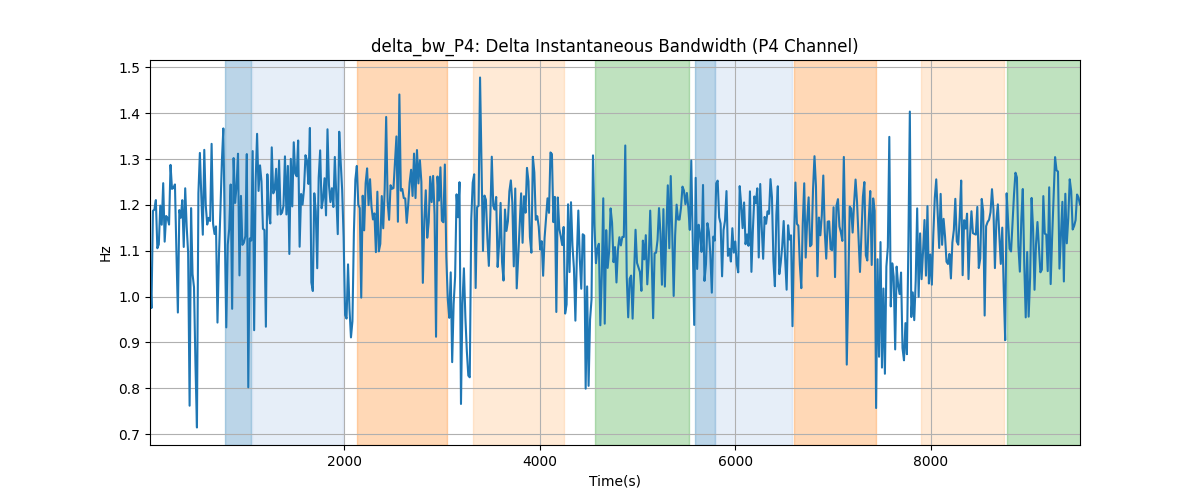 delta_bw_P4: Delta Instantaneous Bandwidth (P4 Channel)
1.5
1.4
1.3
1.2
1.1
1.0
0.9
0.8
0.7
Hz
2000 4000 6000 8000
Time(s)